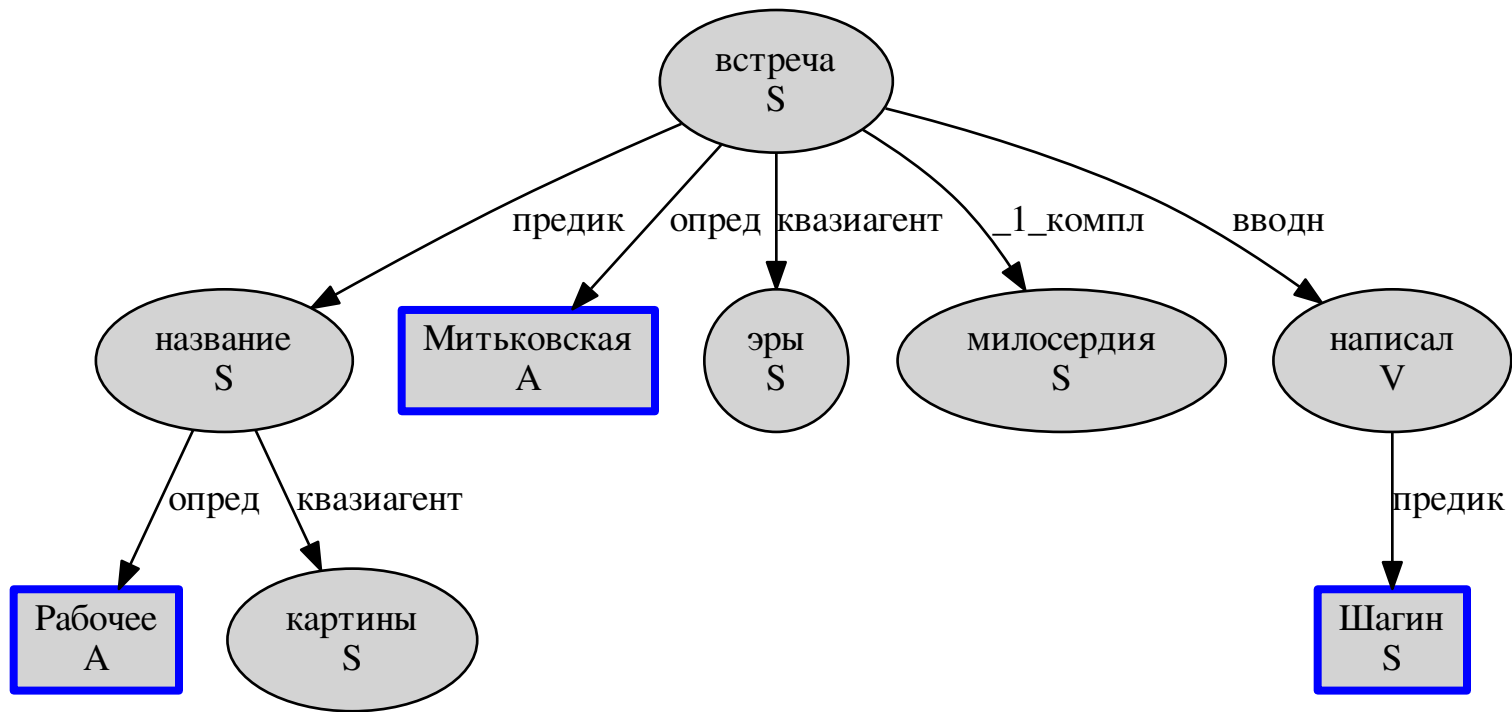 встреча
S
предик
опред
квазиагент
_1_компл
вводн
название
S
Митьковская
A
эры
S
милосердия
S
написал
V
опред
квазиагент
предик
Рабочее
A
картины
S
Шагин
S